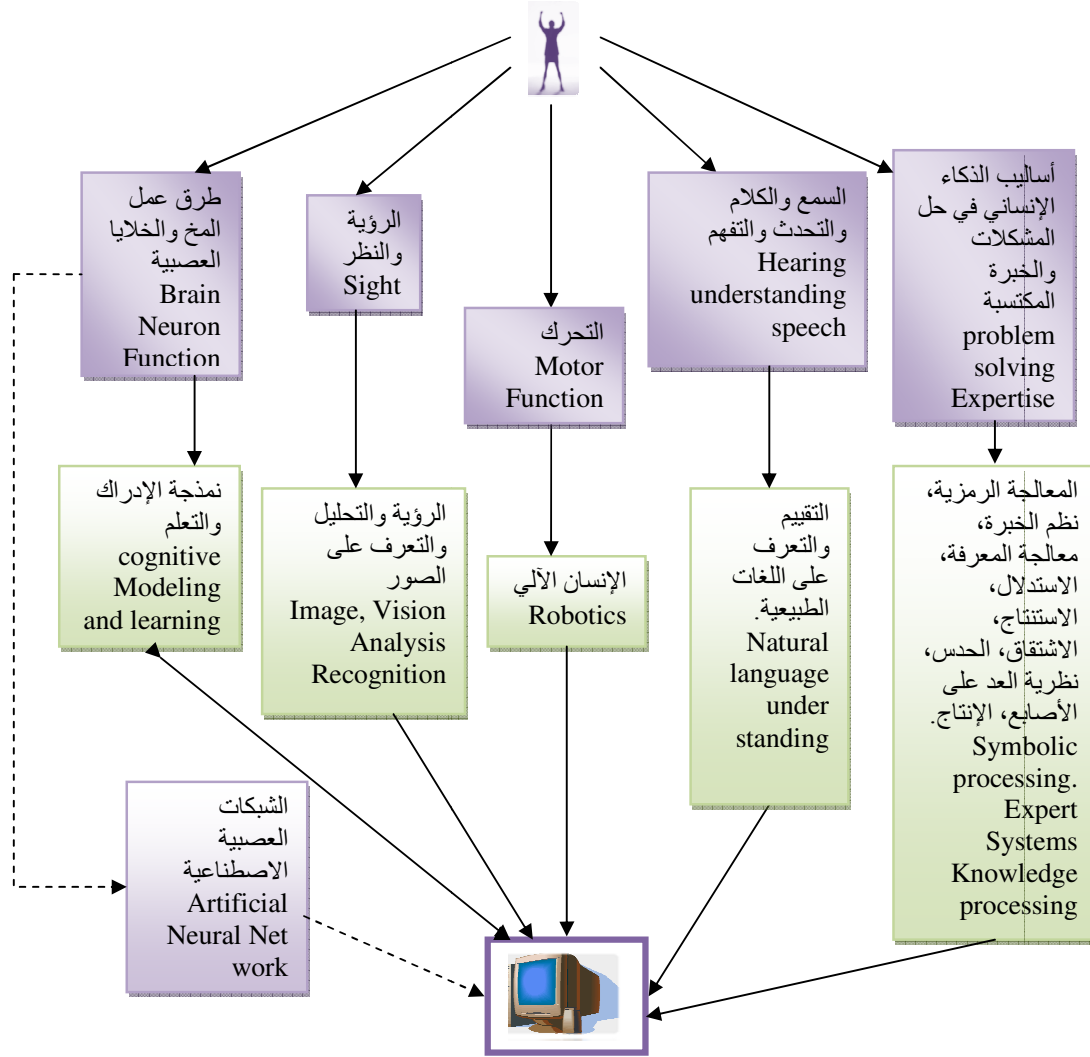 طرق عمل
المخ والخلايا
العصبية
Brain
Neuron
Function
الرؤية
والنظر
Sight
التحرك
Motor
Function
السمع والكلام
والتحدث والتفهم
Hearing
understanding
speech
أساليب الذكاء
الإنساني في حل
المشكلات
والخبرة
المكتسبة
problem
solving
Expertise
نمذجة الإدراك
والتعلم
cognitive
Modeling
and learning
الرؤية والتحليل
والتعرف على
الصور
Image, Vision
Analysis
Recognition
الإنسان الآلي
Robotics
التقييم
والتعرف
على اللغات
الطبيعية.
Natural
language
under
standing
المعالجة الرمزية،
نظم الخبرة،
معالجة المعرفة،
الاستدلال،
الاستنتاج،
الاشتقاق، الحدس،
نظرية العد على
الأصابع، الإنتاج.
Symbolic
processing.
Expert
Systems
Knowledge
processing
الشبكات
العصبية
الاصطناعية
Artificial
Neural Net
work